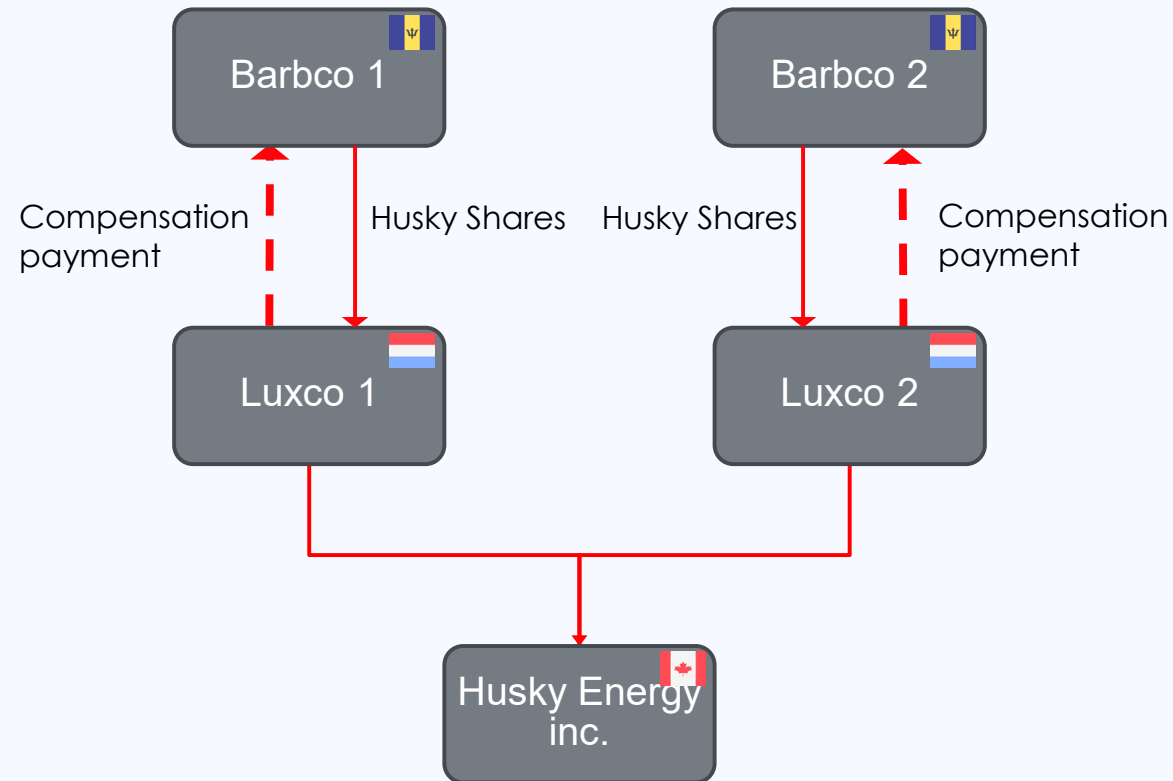 Barbco 1
Barbco 2
Compensation
payment
Husky Shares
Husky Shares
Compensation
payment
Luxco 1
Luxco 2
Husky Energy
inc.